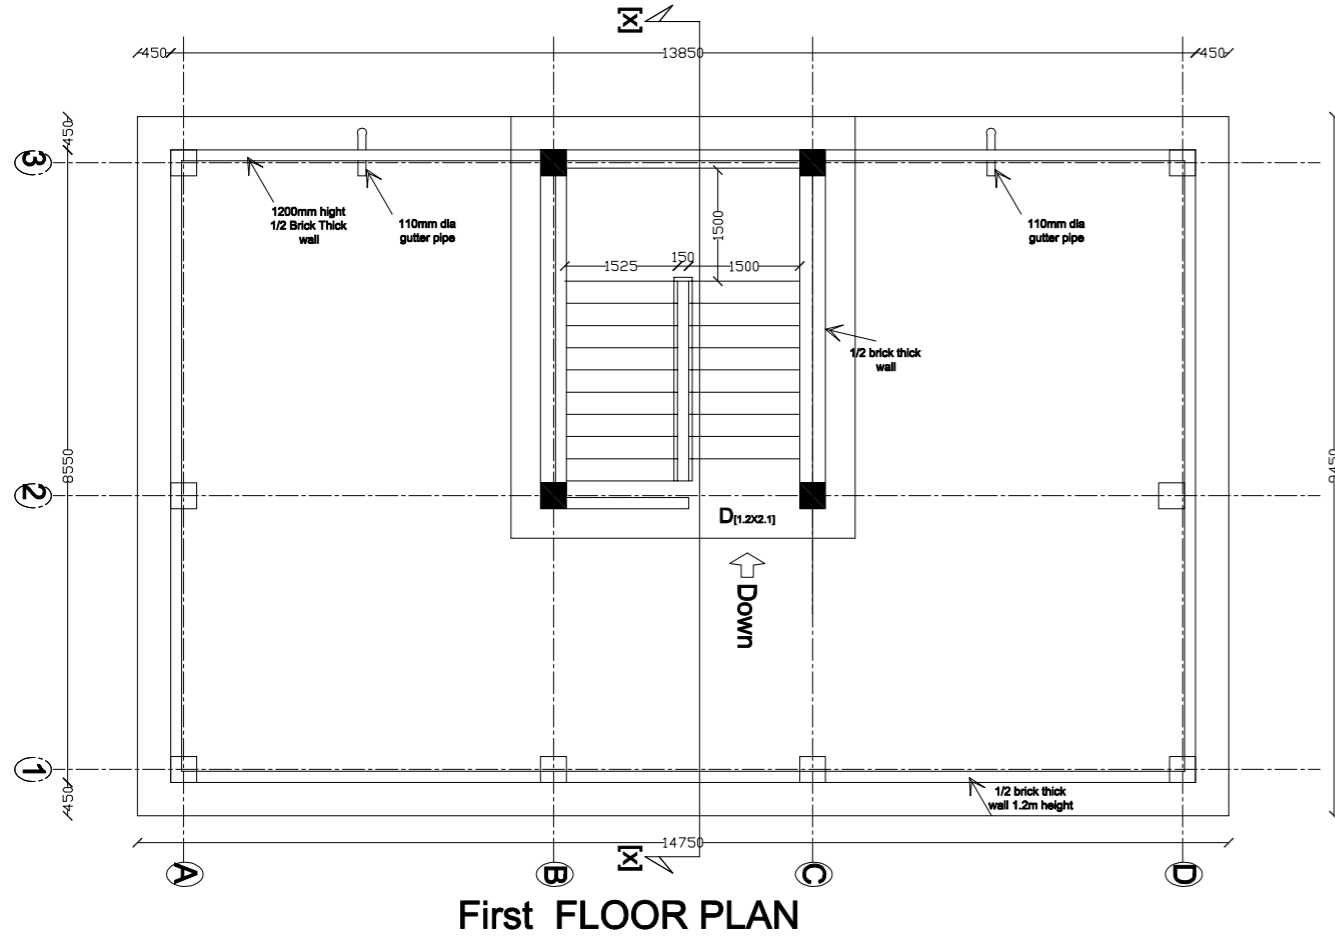 [x]
450
13850
450
450
3
1200mm hight
1/2 Brick Thick
wall
110mm dia
gutter pipe
1500
110mm dia
gutter pipe
1525
150
1500
1/2 brick thick
wall
8550
9450
2
D[1.2X2.1]
Down
1
450
1/2 brick thick
wall 1.2m height
14750
[x]
A
B
C
D
First FLOOR PLAN